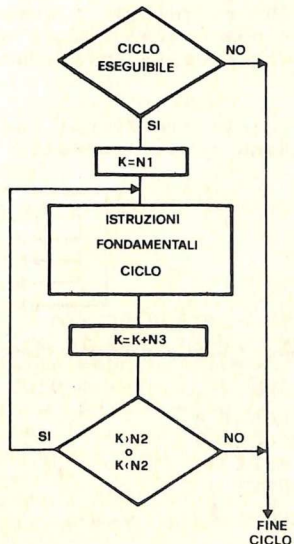 CICLO
ESEGUIBILE
NO
SI
K=N1
ISTRUZIONI
FONDAMENTALI
CICLO
K=K+N3
SI
K>N2
o
K<N2
NO
FINE
CICLO